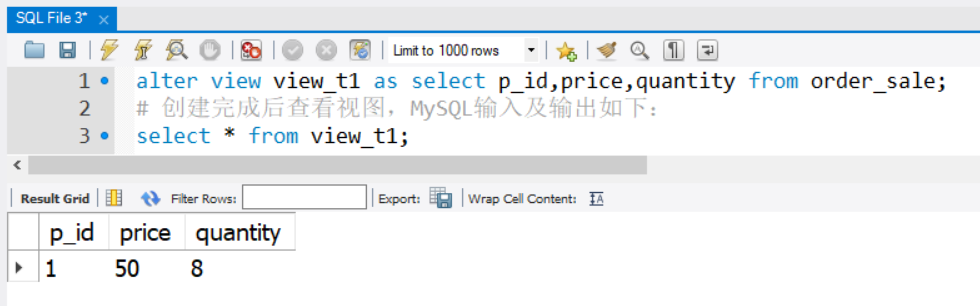 SQL File 3*
Limit to 1000 rows
1 alter view view_t1 as select p_id,price,quantity from order_sale;
2 # 创建完成后查看视图，MySQL输入及输出如下：
3 select * from view_t1;
Result Grid Filter Rows: Export: Wrap Cell Content:
p_id price quantity
1 50 8